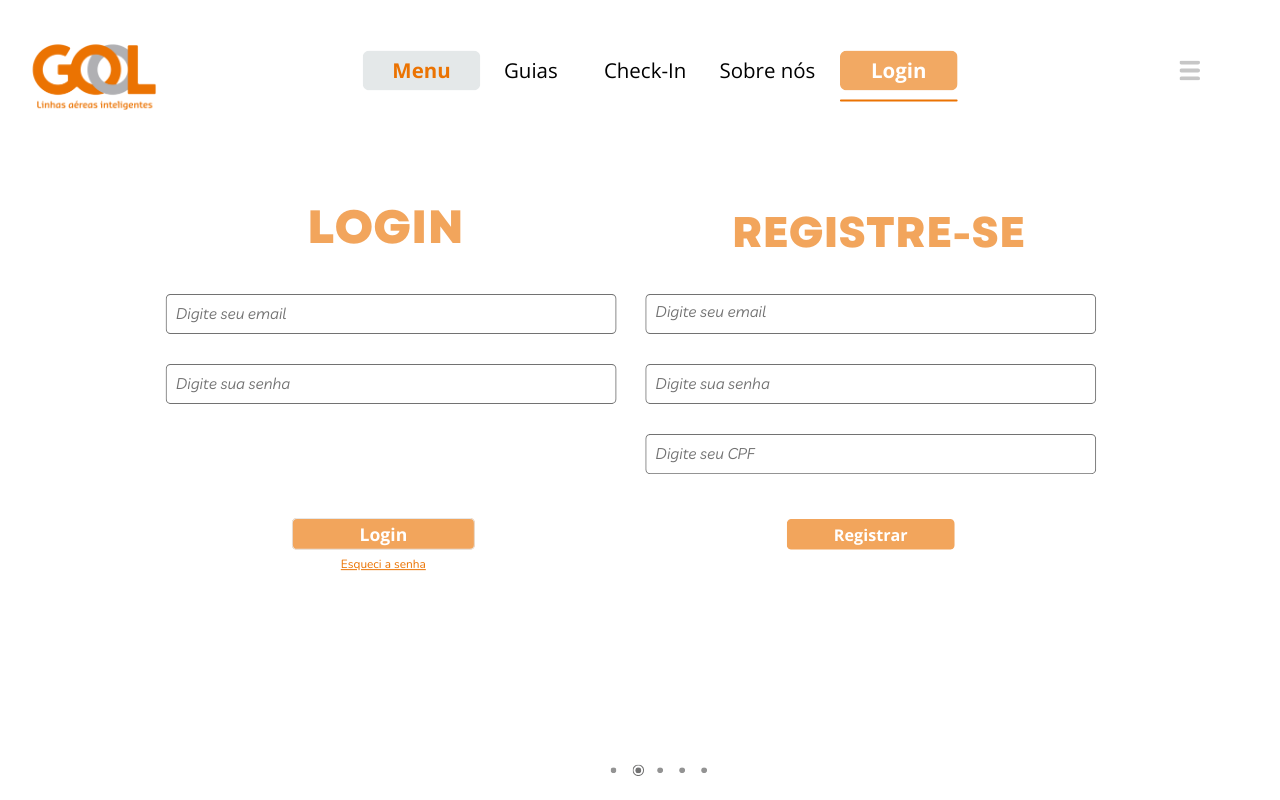 GOL
Linhas aéreas inteligentes
Menu
Guias
Check-In
Sobre nós
Login
LOGIN
Digite seu email
Digite sua senha
Login
Esqueci a senha
REGISTRE-SE
Digite seu email
Digite sua senha
Digite seu CPF
Registrar